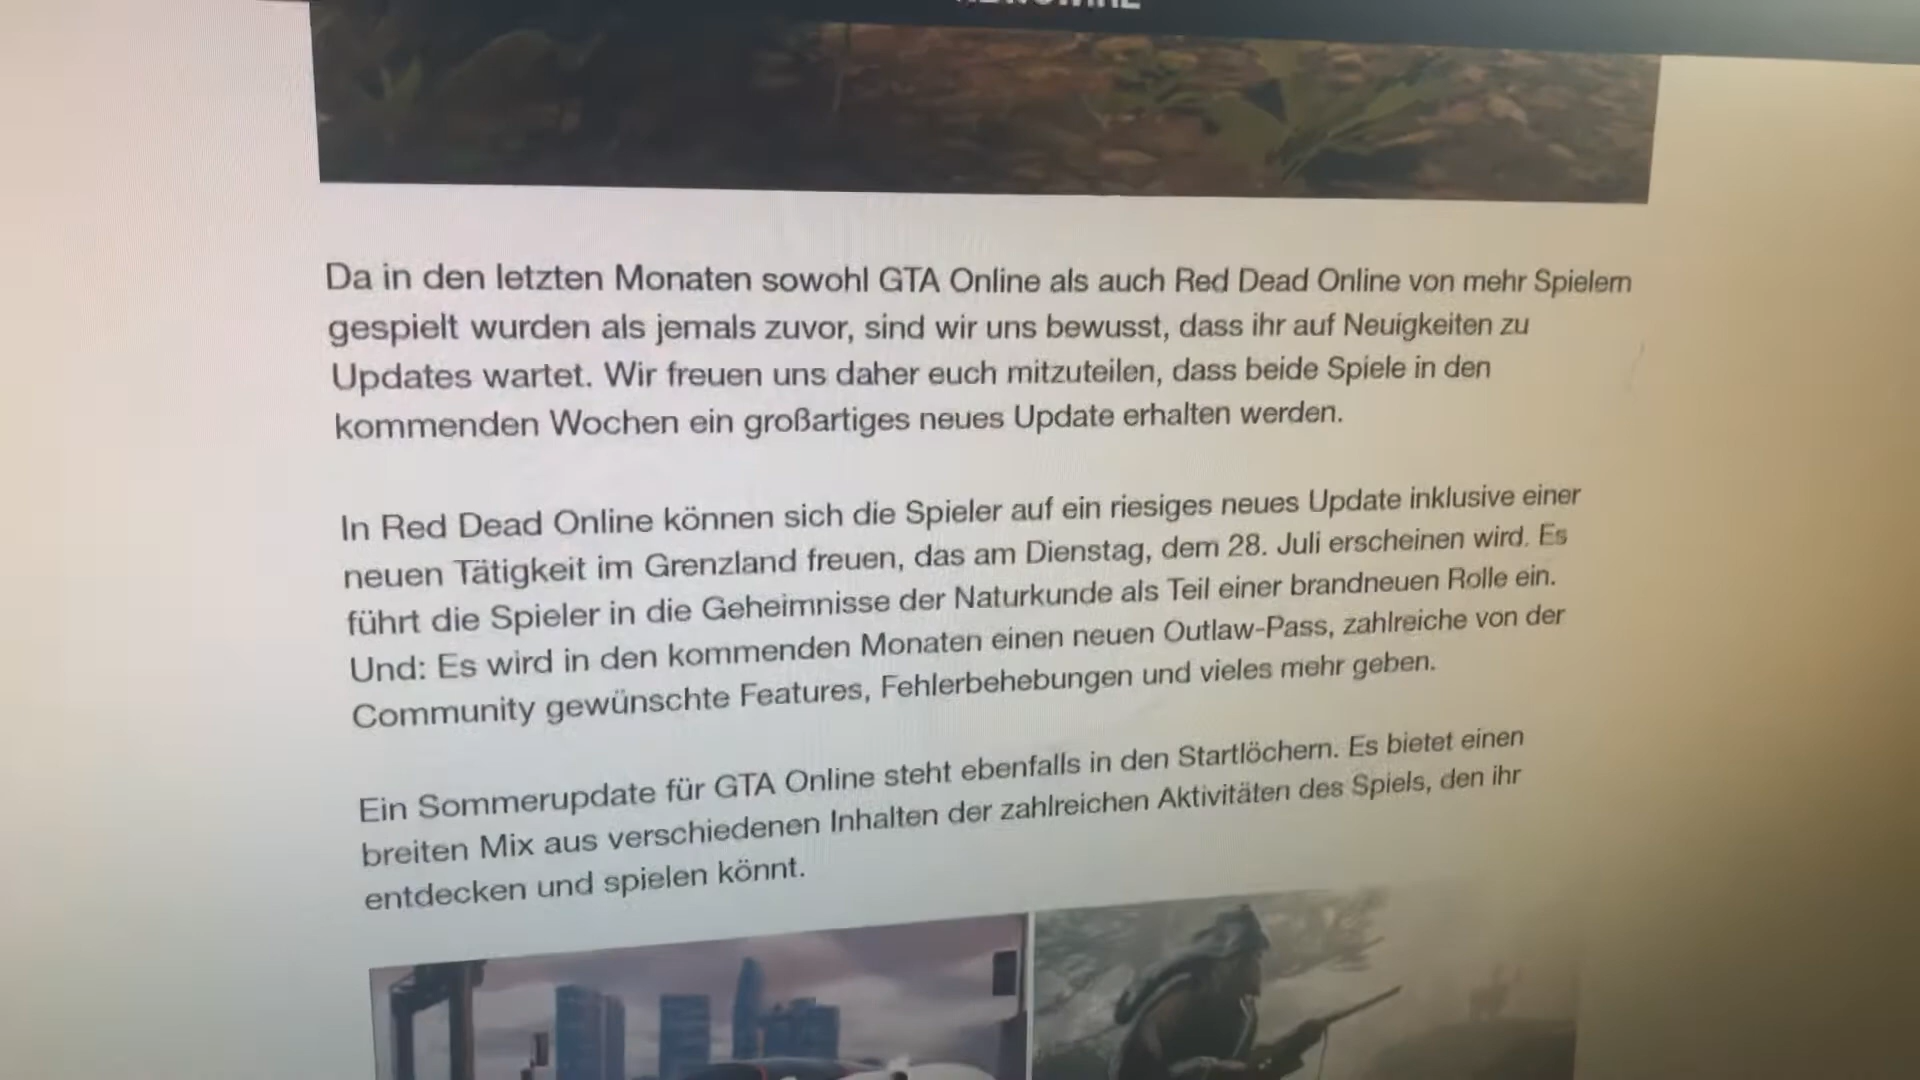 Da in den letzten Monaten sowohl GTA Online als auch Red Dead Online von mehr Spielern
gespielt wurden als jemals zuvor, sind wir uns bewusst, dass ihr auf Neuigkeiten zu
Updates wartet. Wir freuen uns daher euch mitzuteilen, dass beide Spiele in den
kommenden Wochen ein großartiges neues Update erhalten werden.
In Red Dead Online können sich die Spieler auf ein riesiges neues Update inklusive einer
neuen Tätigkeit im Grenzland freuen, das am Dienstag, dem 28. Juli erscheinen wird. Es
führt die Spieler in die Geheimnisse der Naturkunde als Teil einer brandneuen Rolle ein.
Und: Es wird in den kommenden Monaten einen neuen Outlaw-Pass, zahlreiche von der
Community gewünschte Features, Fehlerbehebungen und vieles mehr geben.
Ein Sommerupdate für GTA Online steht ebenfalls in den Startlöchern. Es bietet einen
breiten Mix aus verschiedenen Inhalten der zahlreichen Aktivitäten des Spiels, den ihr
entdecken und spielen könnt.